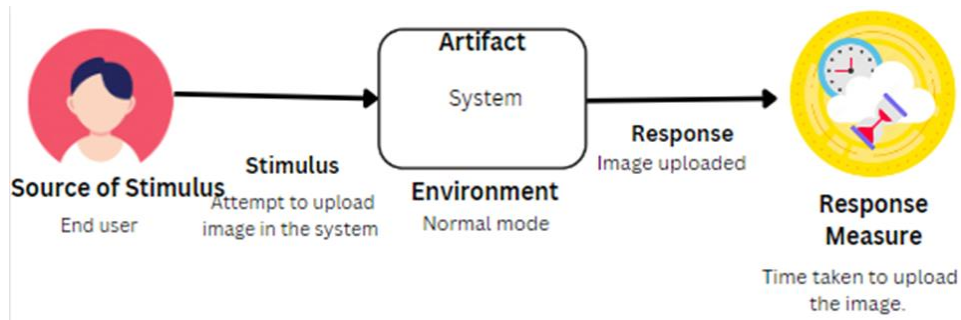 Source of Stimulus
End user
Stimulus
Attempt to upload
image in the system
Artifact
System
Environment
Normal mode
Response
Image uploaded
Response
Measure
Time taken to upload
the image.